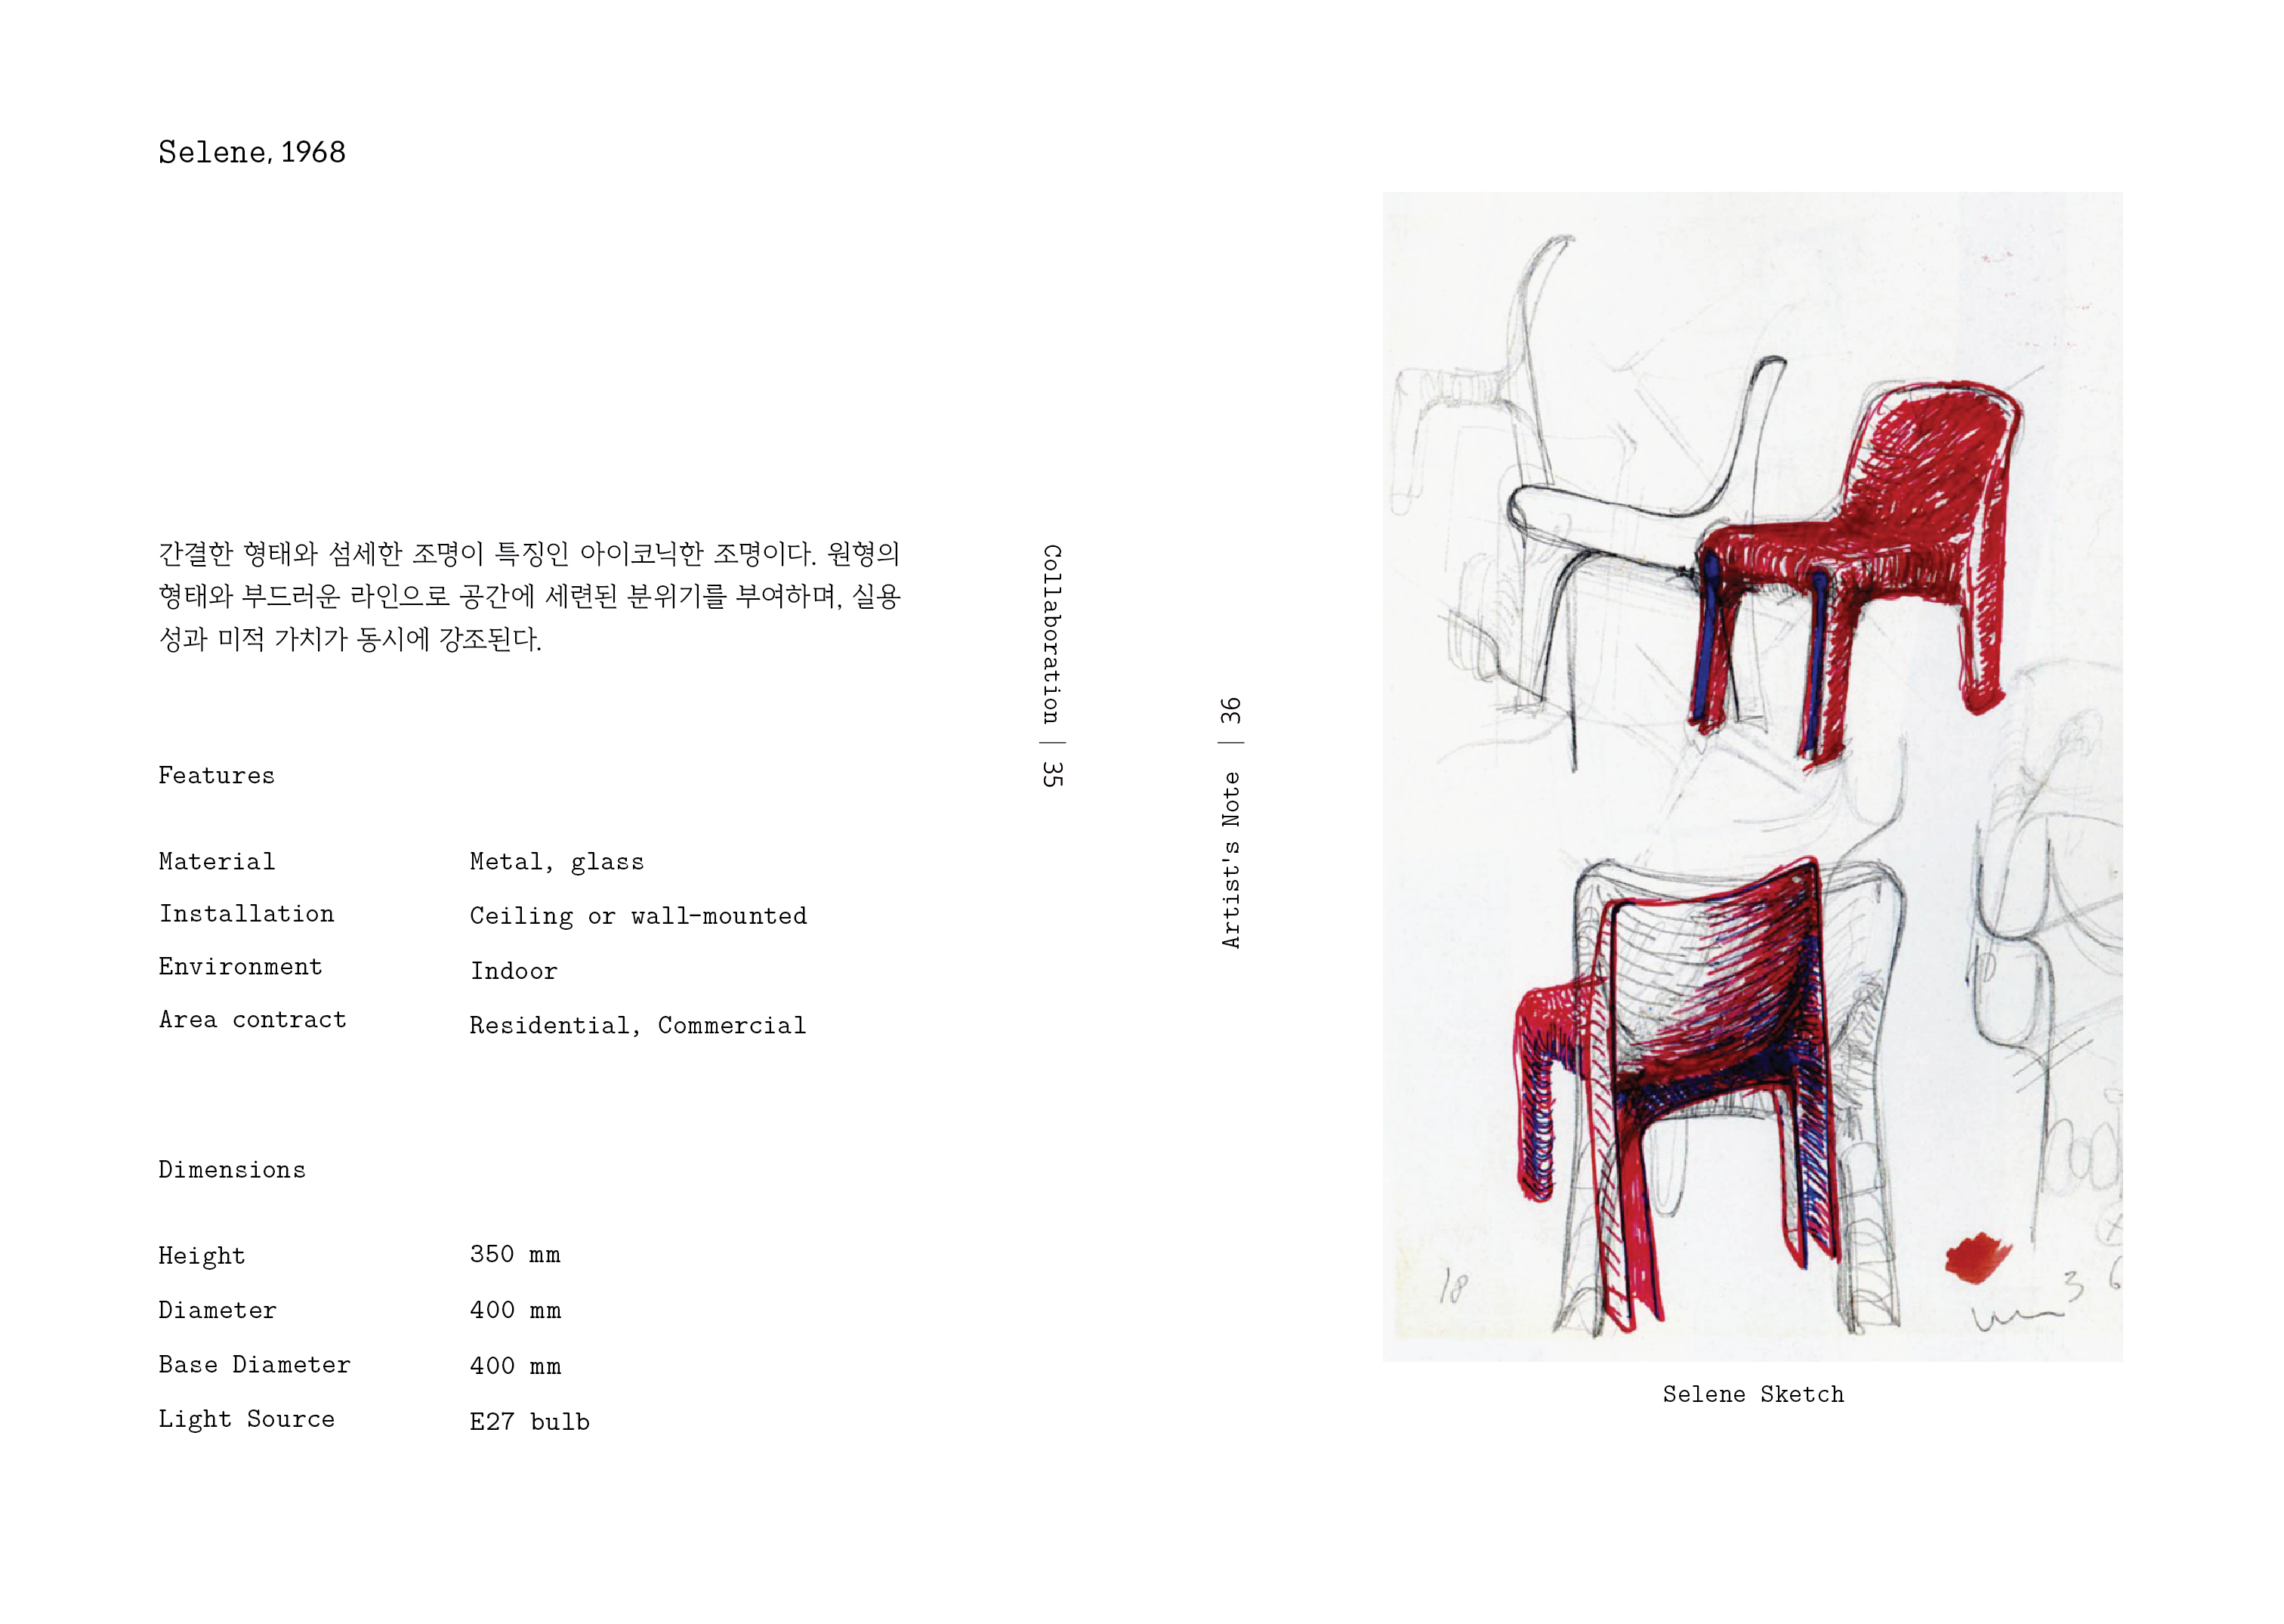 Selene, 1968
간결한 형태와 섬세한 조명이 특징인 아이코닉한 조명이다. 원형의
형태와 부드러운 라인으로 공간에 세련된 분위기를 부여하며, 실용
성과 미적 가치가 동시에 강조된다.
Features
Material Metal, glass
Installation Ceiling or wall-mounted
Environment Indoor
Area contract Residential, Commercial
Dimensions
Height 350 mm
Diameter 400 mm
Base Diameter 400 mm
Light Source E27 bulb
Collaboration | 35
Artist's Note | 36
18
3 6
Selene Sketch